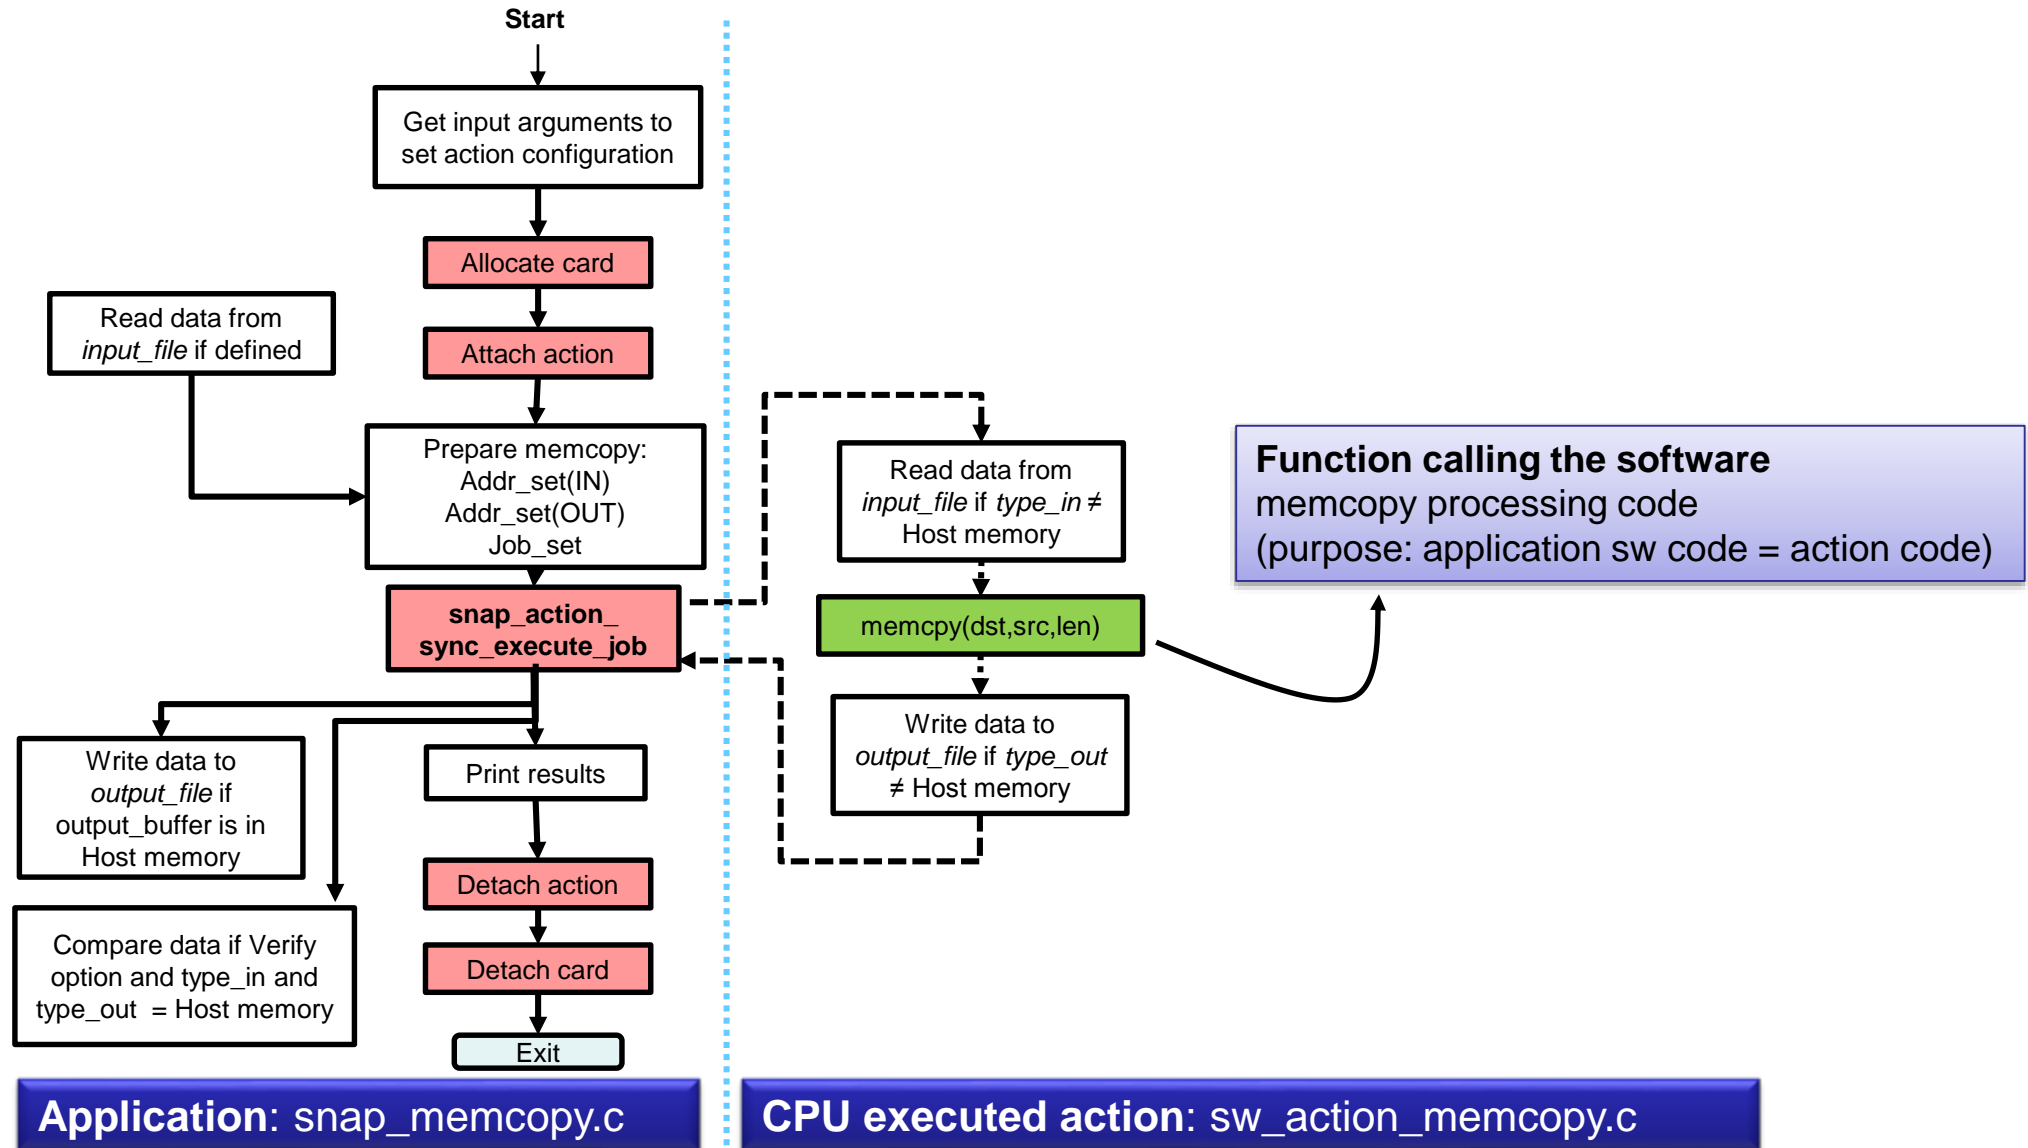 Start
Get input arguments to
set action configuration
Allocate card
Read data from
input_file if defined
Attach action
Prepare memcopy:
Addr_set(IN)
Addr_set(OUT)
Job_set
snap_action_
sync_execute_job
Write data to
output_file if
output_buffer is in
Host memory
Print results
Compare data if Verify
option and type_in and
type_out = Host memory
Detach action
Detach card
Exit
Application: snap_memcopy.c
Read data from
input_file if type_in ≠
Host memory
memcpy(dst,src,len)
Write data to
output_file if type_out
≠ Host memory
Function calling the software
memcopy processing code
(purpose: application sw code = action code)
CPU executed action: sw_action_memcopy.c